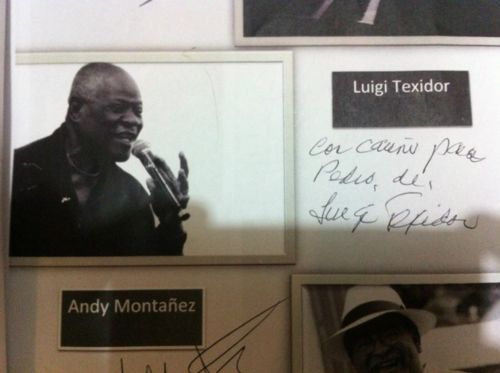 Luigi Texidor
Con cariño para
Pedro, de,
Luigi Texidor
Andy Montañez